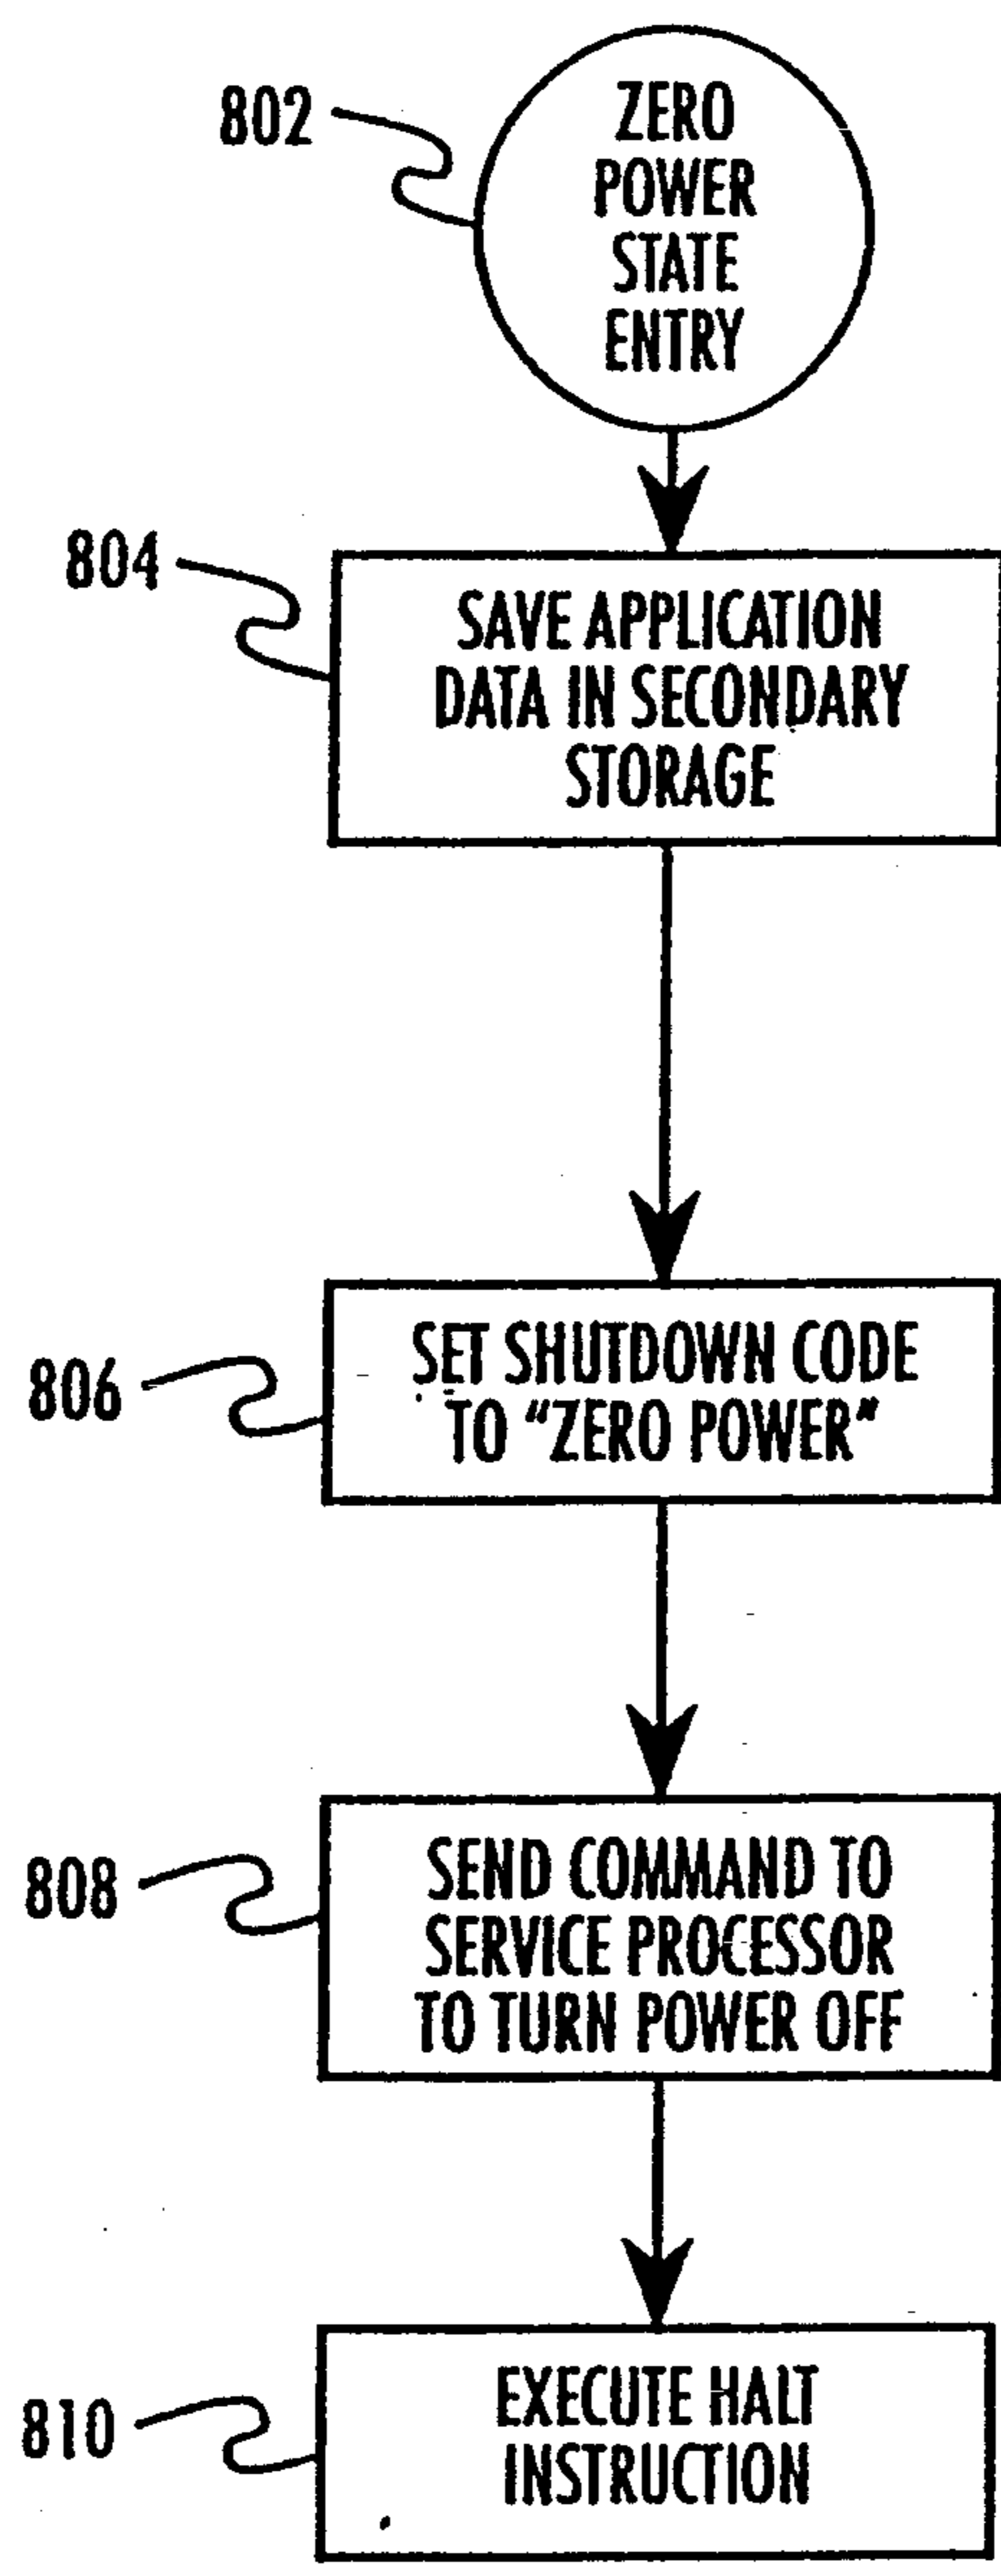 802
ZERO
POWER
STATE
ENTRY
804
SAVE APPLICATION
DATA IN SECONDARY
STORAGE
806
SET SHUTDOWN CODE
TO "ZERO POWER"
808
SEND COMMAND TO
SERVICE PROCESSOR
TO TURN POWER OFF
810
EXECUTE HALT
INSTRUCTION